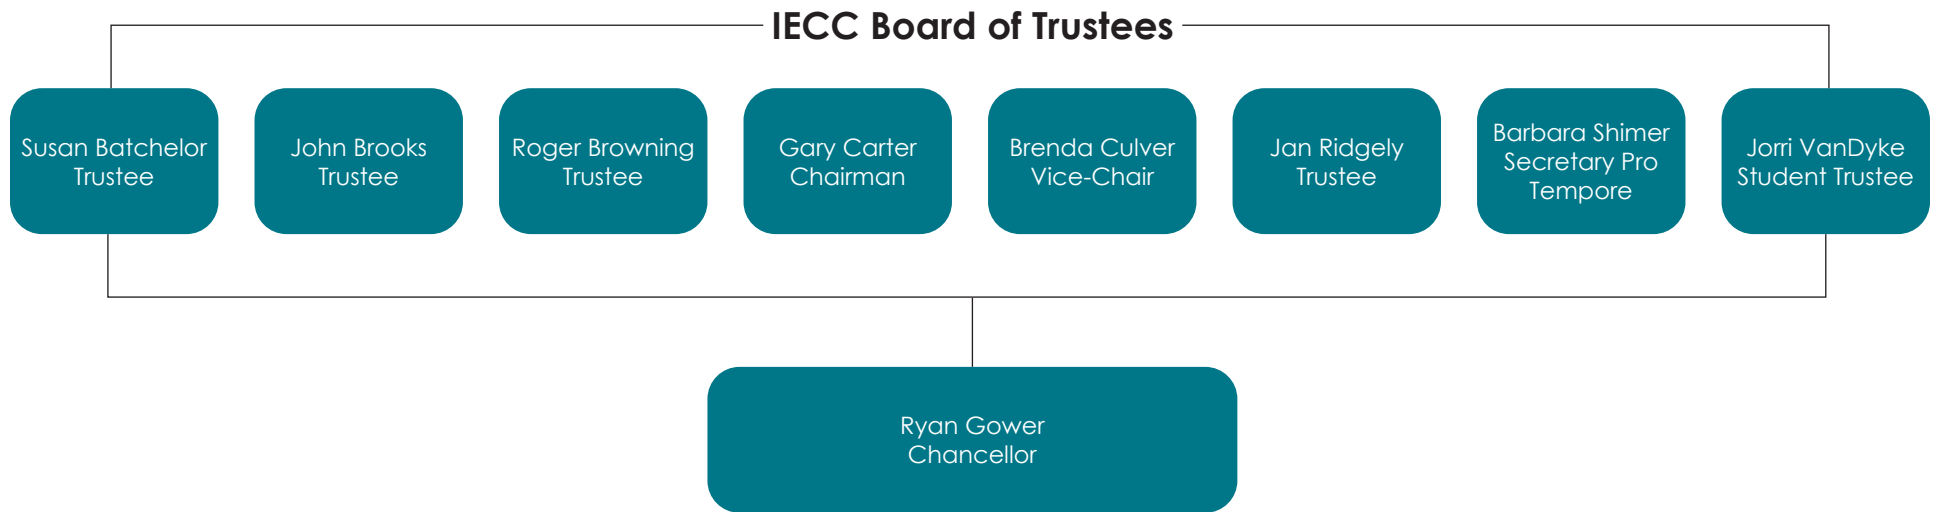 IECC Board of Trustees
Susan Batchelor
Trustee
John Brooks
Trustee
Roger Browning
Trustee
Gary Carter
Chairman
Brenda Culver
Vice-Chair
Jan Ridgely
Trustee
Barbara Shimer
Secretary Pro
Tempore
Jorri VanDyke
Student Trustee
Ryan Gower
Chancellor